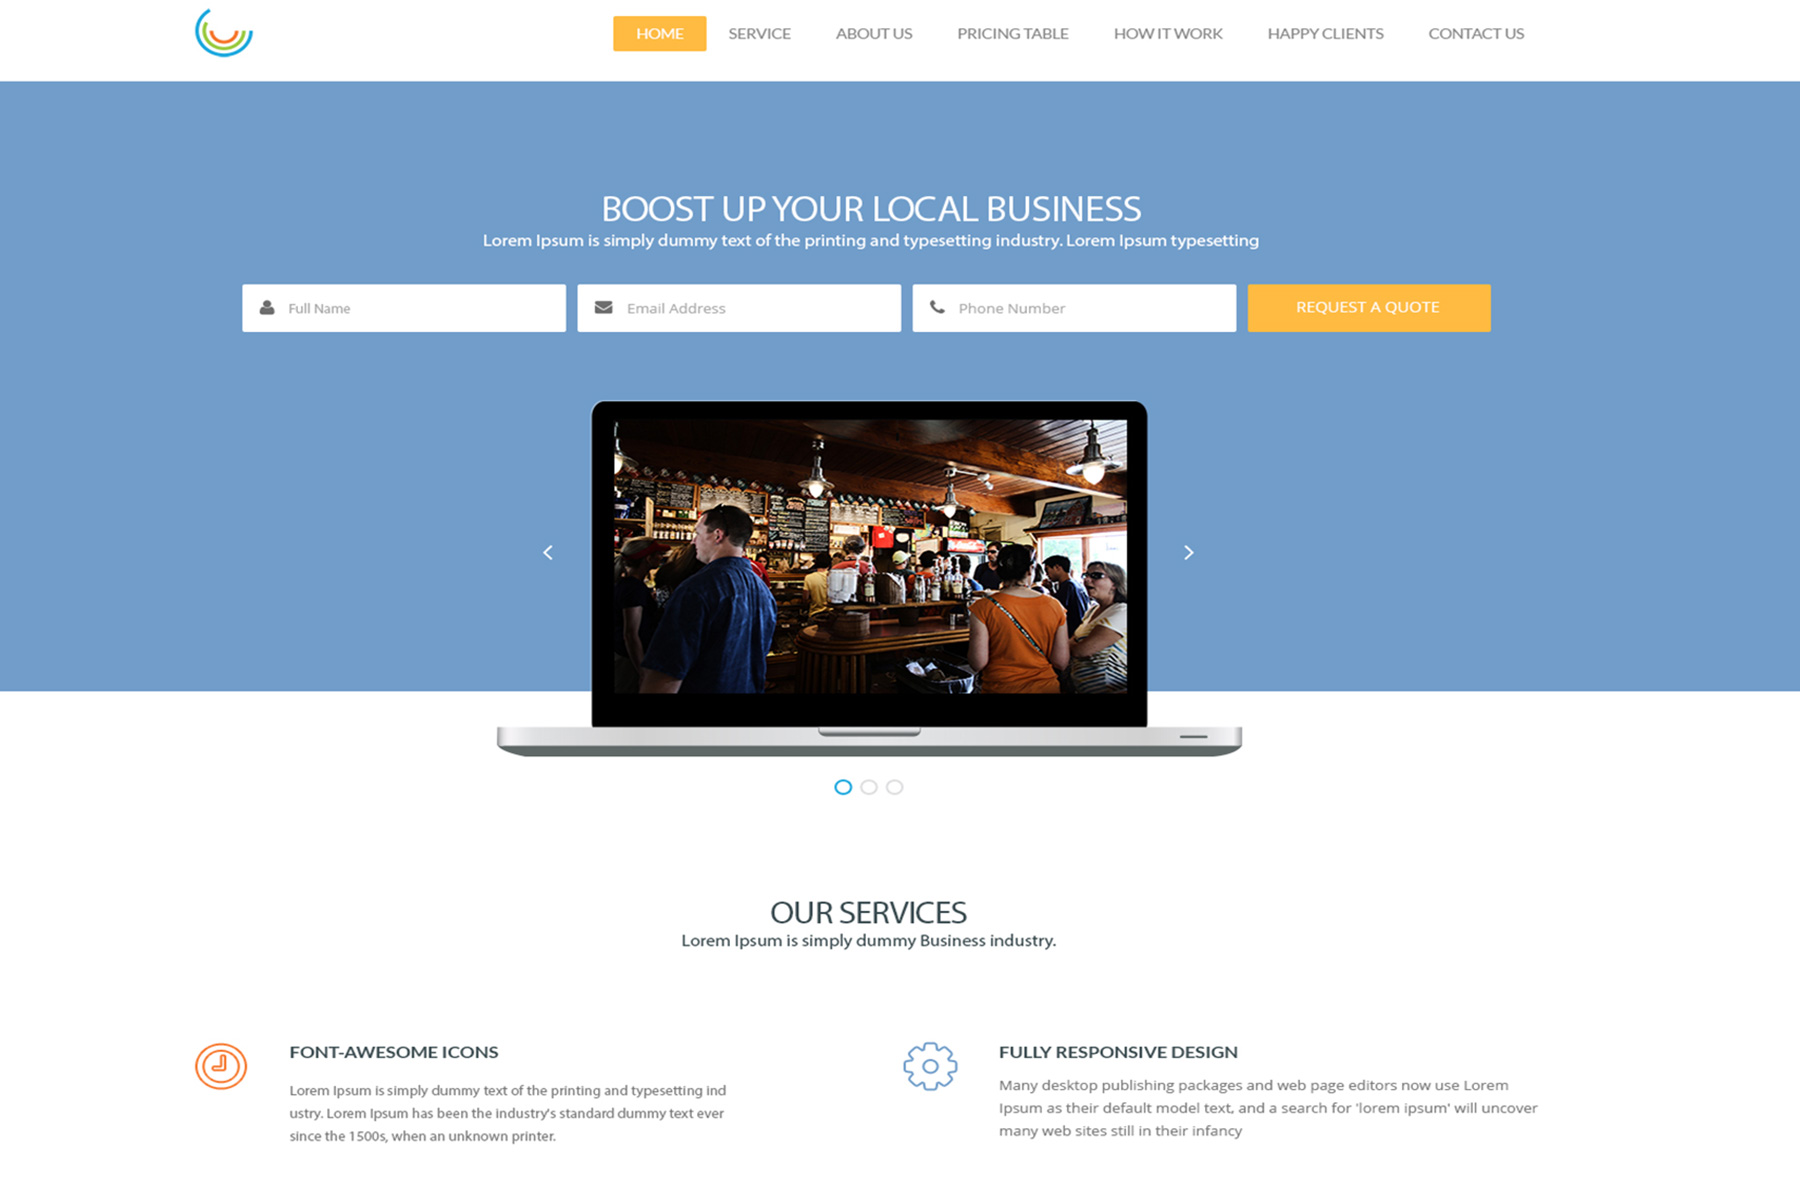 HOME SERVICE ABOUT US PRICING TABLE HOW IT WORK HAPPY CLIENTS CONTACT US
BOOST UP YOUR LOCAL BUSINESS
Lorem Ipsum is simply dummy text of the printing and typesetting industry. Lorem Ipsum typesetting
Full Name
Email Address
Phone Number
REQUEST A QUOTE
OUR SERVICES
Lorem Ipsum is simply dummy Business industry.
FONT-AWESOME ICONS
Lorem Ipsum is simply dummy text of the printing and typesetting ind
ustry. Lorem Ipsum has been the industry's standard dummy text ever
since the 1500s, when an unknown printer.
FULLY RESPONSIVE DESIGN
Many desktop publishing packages and web page editors now use Lorem
Ipsum as their default model text, and a search for 'lorem ipsum' will uncover
many web sites still in their infancy